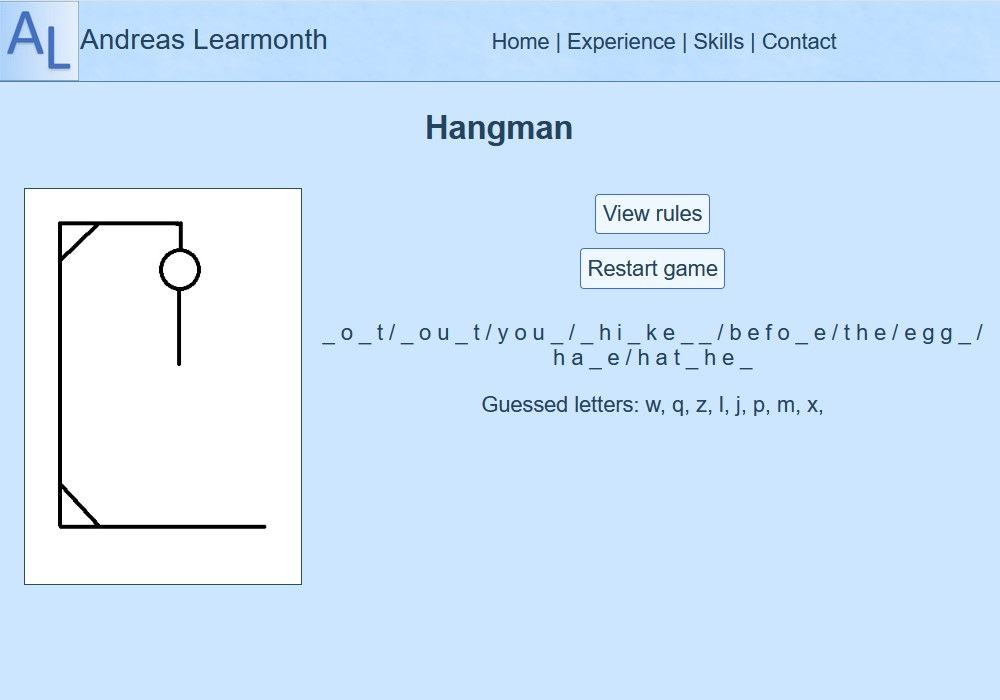 AL
Andreas Learmonth
Home | Experience | Skills | Contact
Hangman
View rules
Restart game
_ o _ t / _ o u _ t / y o u _ / _ h i _ k e _ _ / b e f o _ e / t h e / e g g _ /
h a _ e / h a t _ h e _
Guessed letters: w, q, z, l, j, p, m, x,